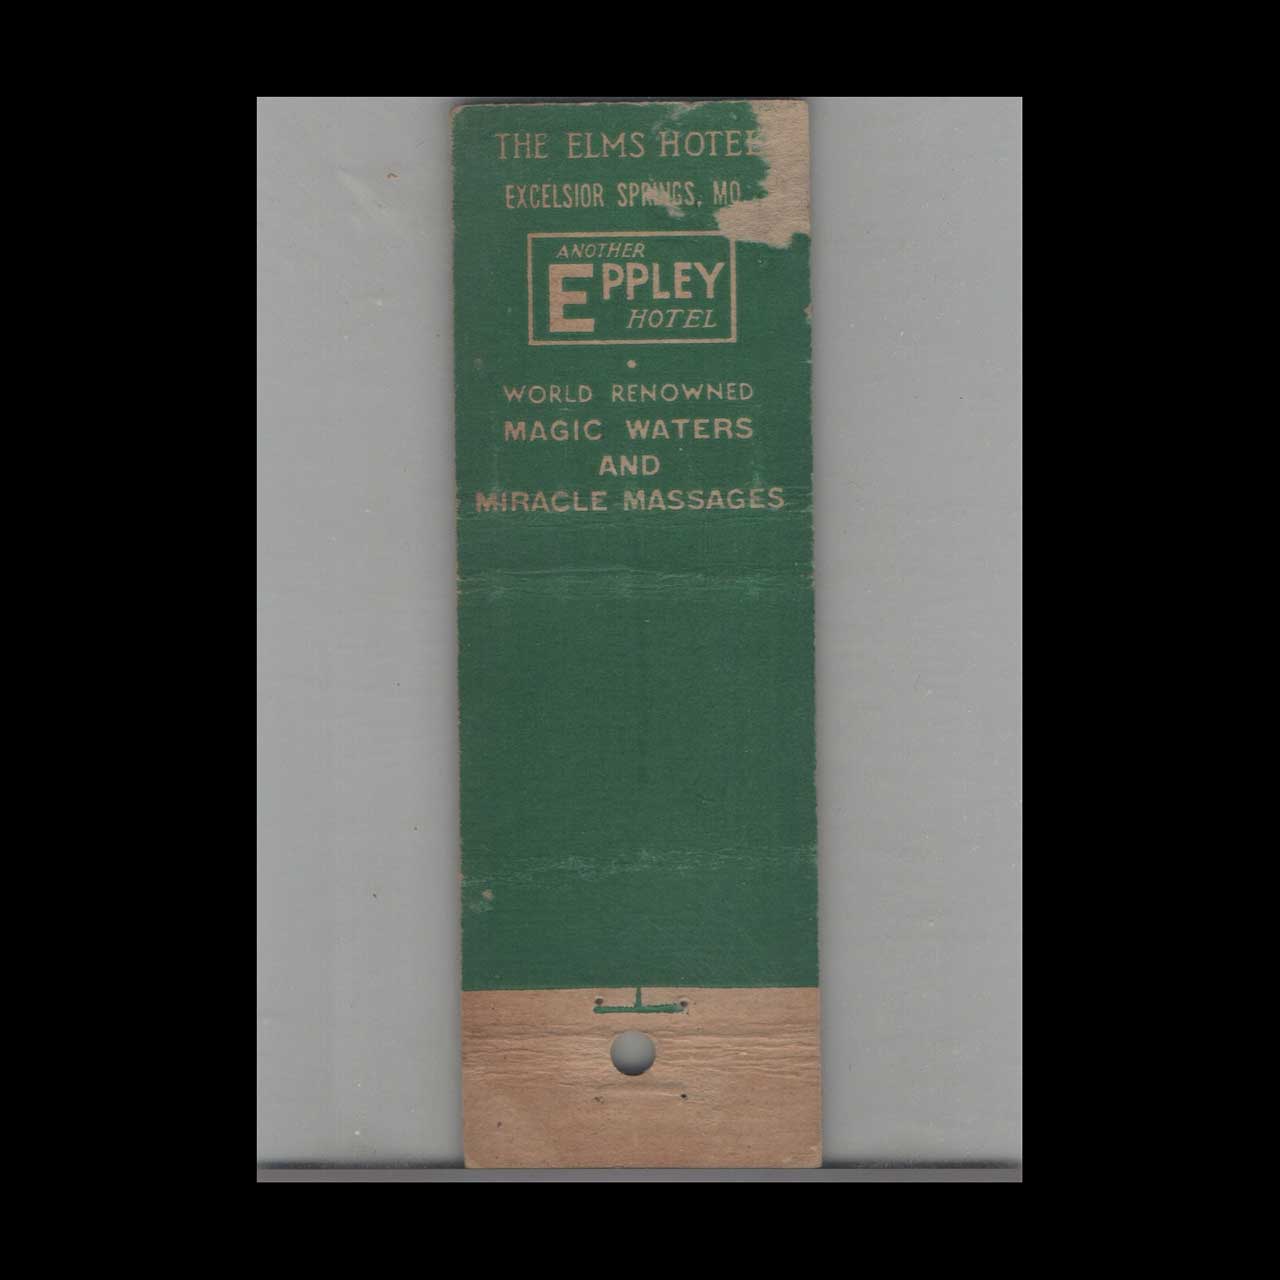 THE ELMS HOTEL
EXCELSIOR SPRINGS, MO.
ANOTHER
EPPLEY
HOTEL
WORLD RENOWNED
MAGIC WATERS
AND
MIRACLE MASSAGES